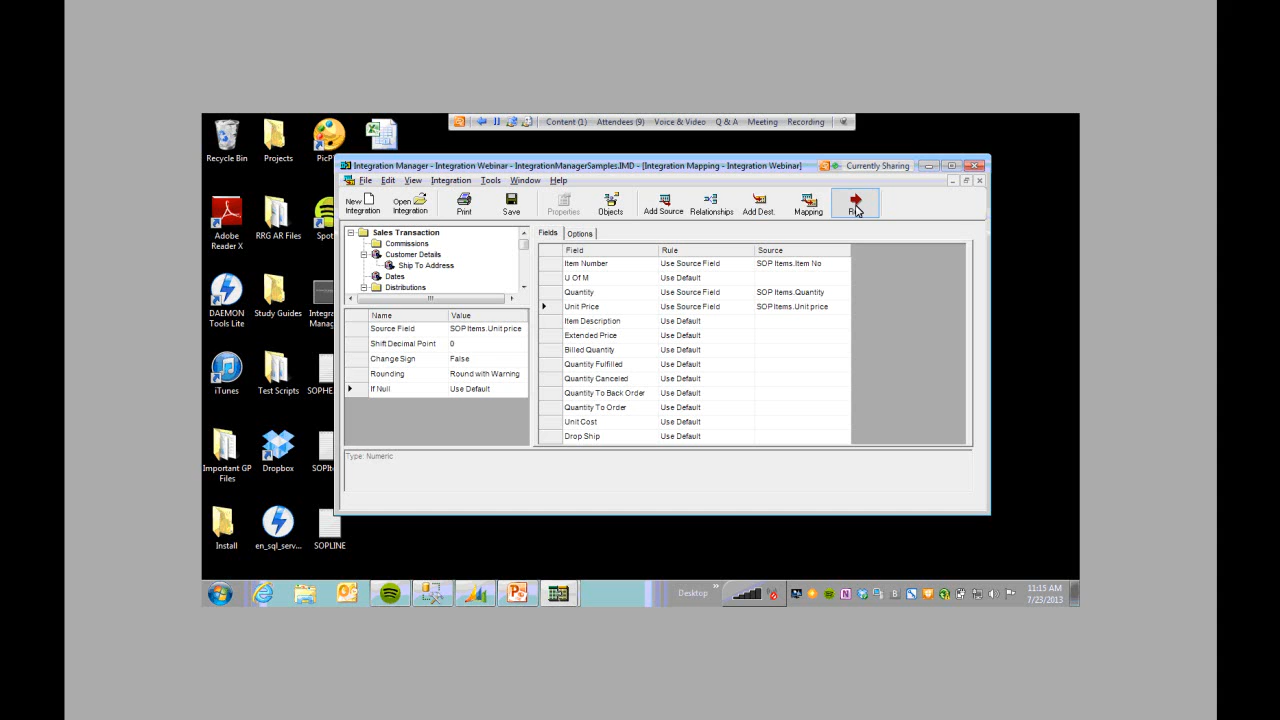 Content (1) Attendees (9) Voice & Video Q & A Meeting Recording
Recycle Bin Projects
Adobe
Reader X
RRG AR Files
DAEMON
Tools Lite
Study Guides
iTunes Test Scripts
Important GP
Files
Dropbox
Install en_sql_serv... SOPLINE
Integration Manager - Integration Webinar - IntegrationManagerSamples.IMD - [Integration Mapping - Integration Webinar] Currently Sharing
File Edit View Integration Tools Window Help
New
Integration
Open
Integration
Print Save Properties Objects Add Source Relationships Add Dest. Mapping
Sales Transaction
Commissions
Customer Details
Ship To Address
Dates
Distributions
Name Value
Source Field SOP Items.Unit price
Shift Decimal Point 0
Change Sign False
Rounding Round with Warning
If Null Use Default
Fields Options
Field Rule Source
Item Number Use Source Field SOP Items.Item No
U Of M Use Default
Quantity Use Source Field SOP Items.Quantity
Unit Price Use Source Field SOP Items.Unit price
Item Description Use Default
Extended Price Use Default
Billed Quantity Use Default
Quantity Fulfilled Use Default
Quantity Canceled Use Default
Quantity To Back Order Use Default
Quantity To Order Use Default
Unit Cost Use Default
Drop Ship Use Default
Type: Numeric
Desktop
11:15 AM
7/23/2013